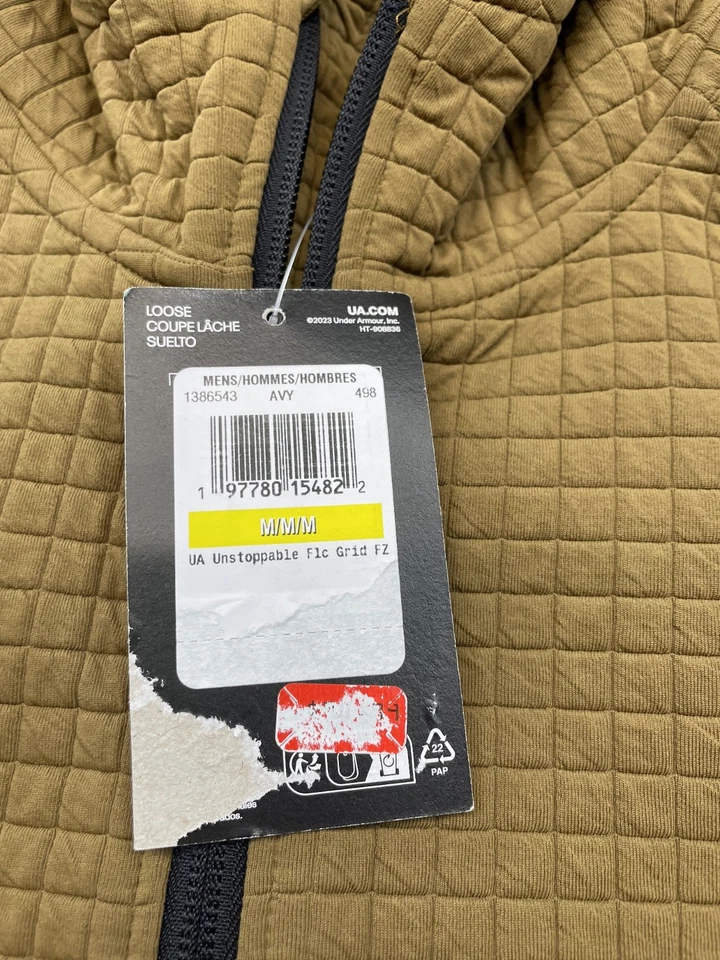 LOOSE
COUPE LÂCHE
SUELTO
UA.COM
©2023 Under Armour, Inc.
HT-908836
MENS/HOMMES/HOMBRES
1386543 AVY 498
1 97780 15482 2
M/M/M
UA Unstoppable Flc Grid FZ
22
PAP